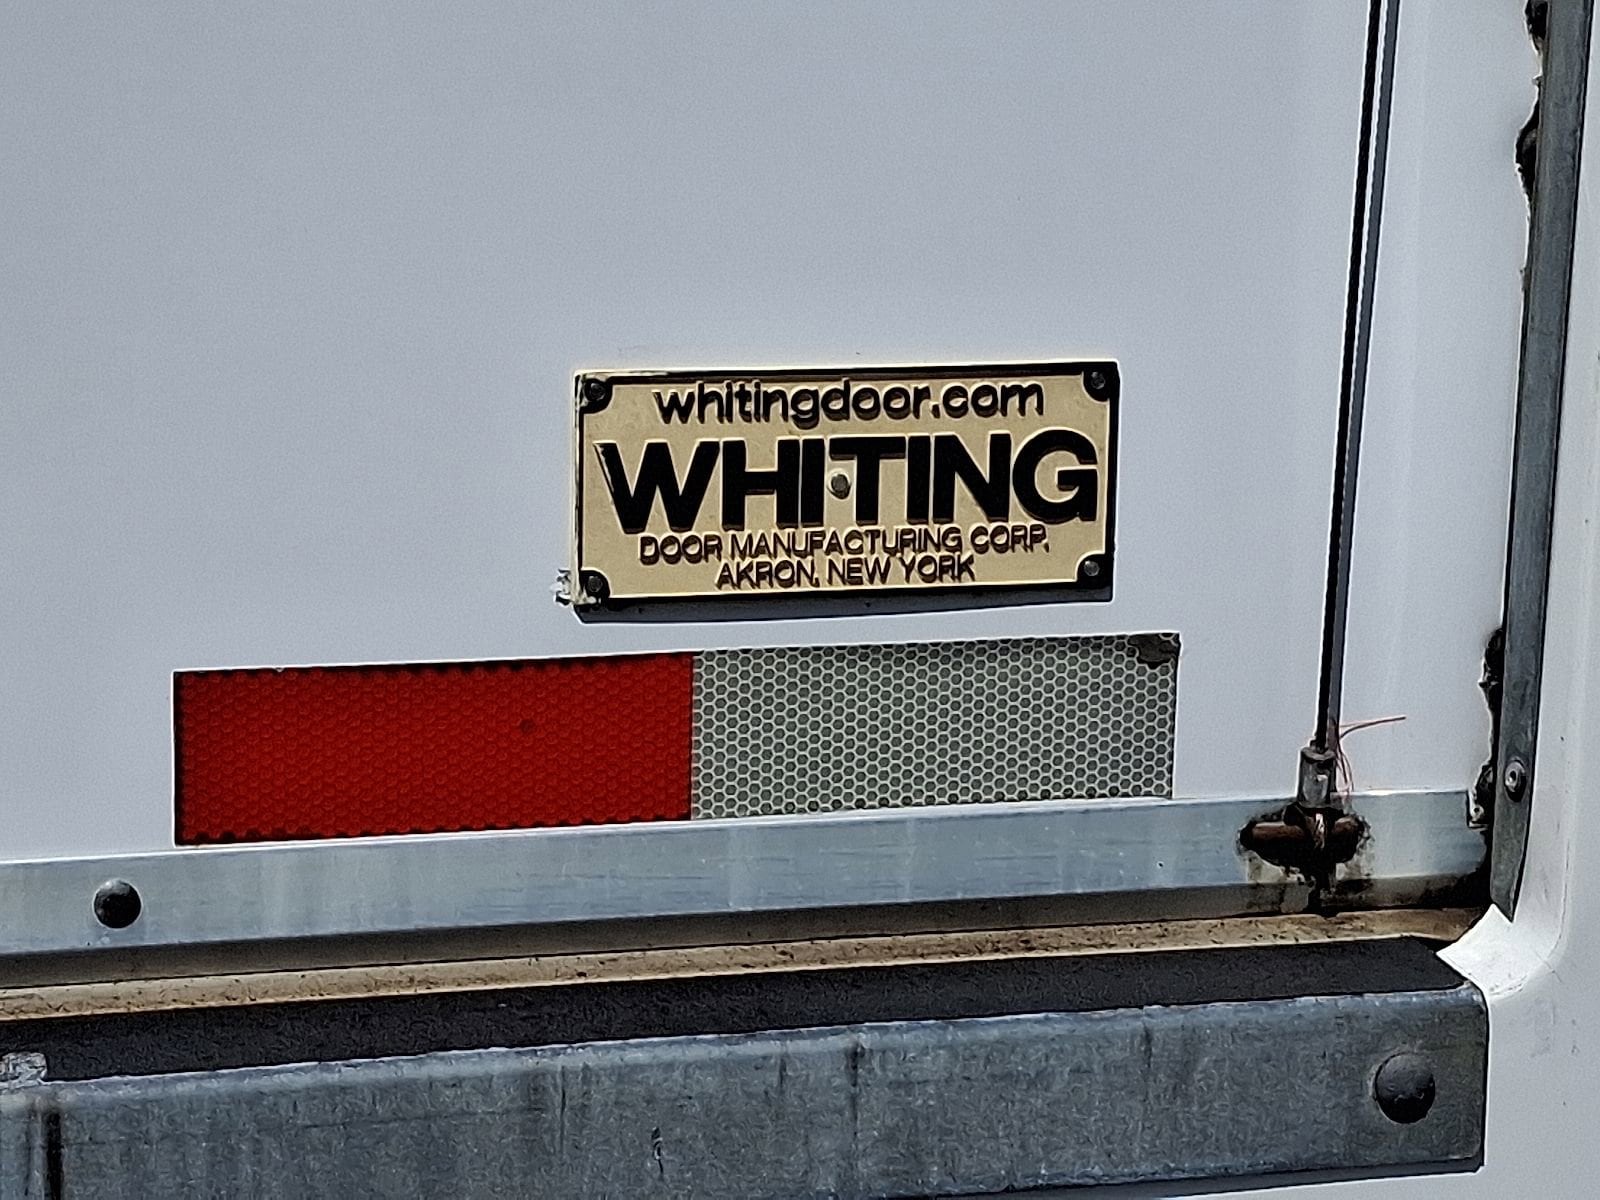 whitingdoor.com
WHITING
DOOR MANUFACTURING CORP.
AKRON, NEW YORK